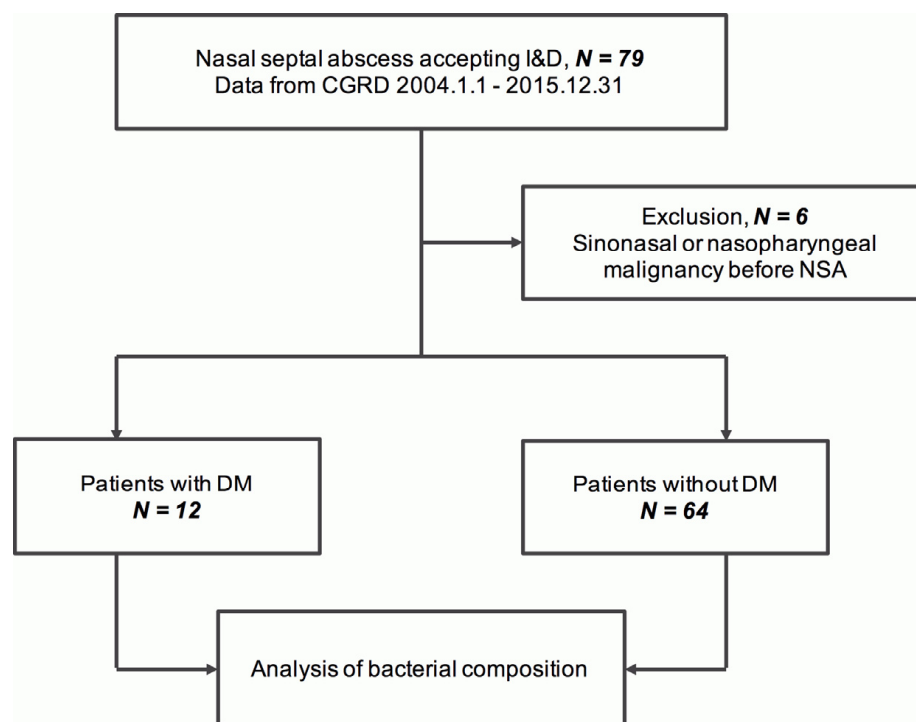 Nasal septal abscess accepting I&D, N = 79
Data from CGRD 2004.1.1 - 2015.12.31
Exclusion, N = 6
Sinonasal or nasopharyngeal
malignancy before NSA
Patients with DM
N = 12
Patients without DM
N = 64
Analysis of bacterial composition